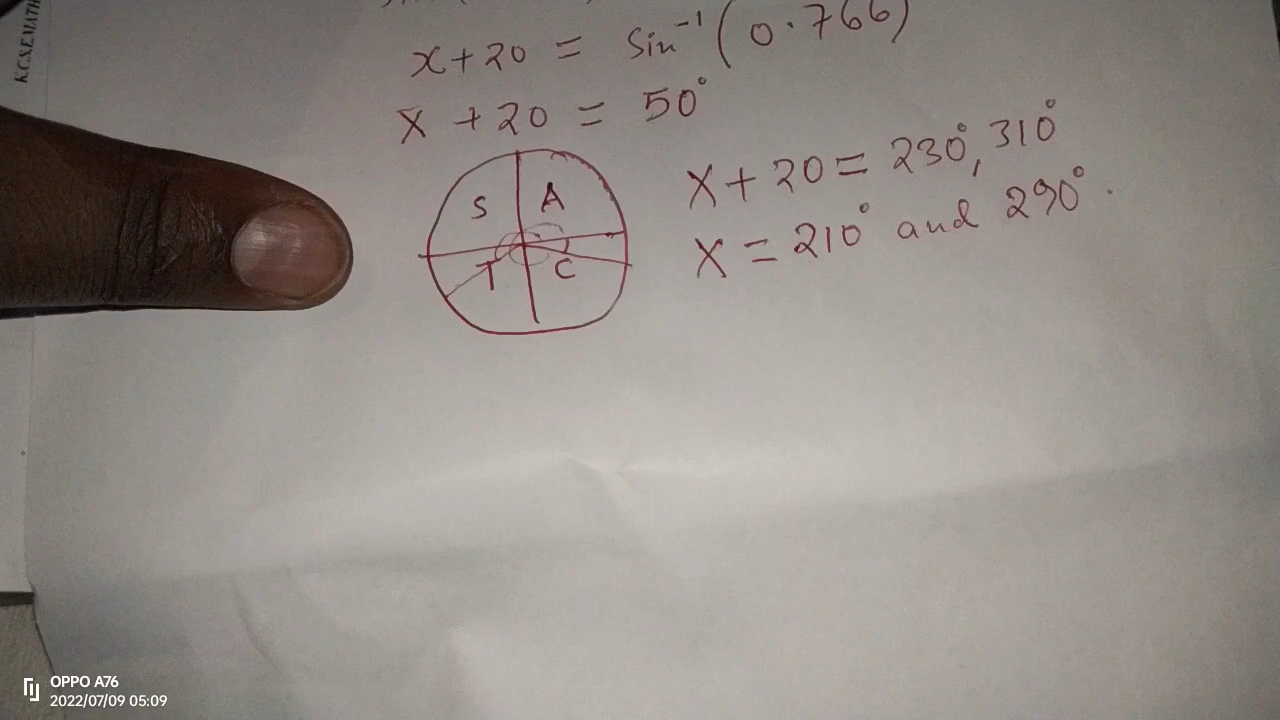 K.C.S.E MATH
x+20 = Sin⁻¹(0.766)
x +20 = 50°
S A
T C
x+20 = 230°, 310°
x = 210° and 290°.
OPPO A76
2022/07/09 05:09